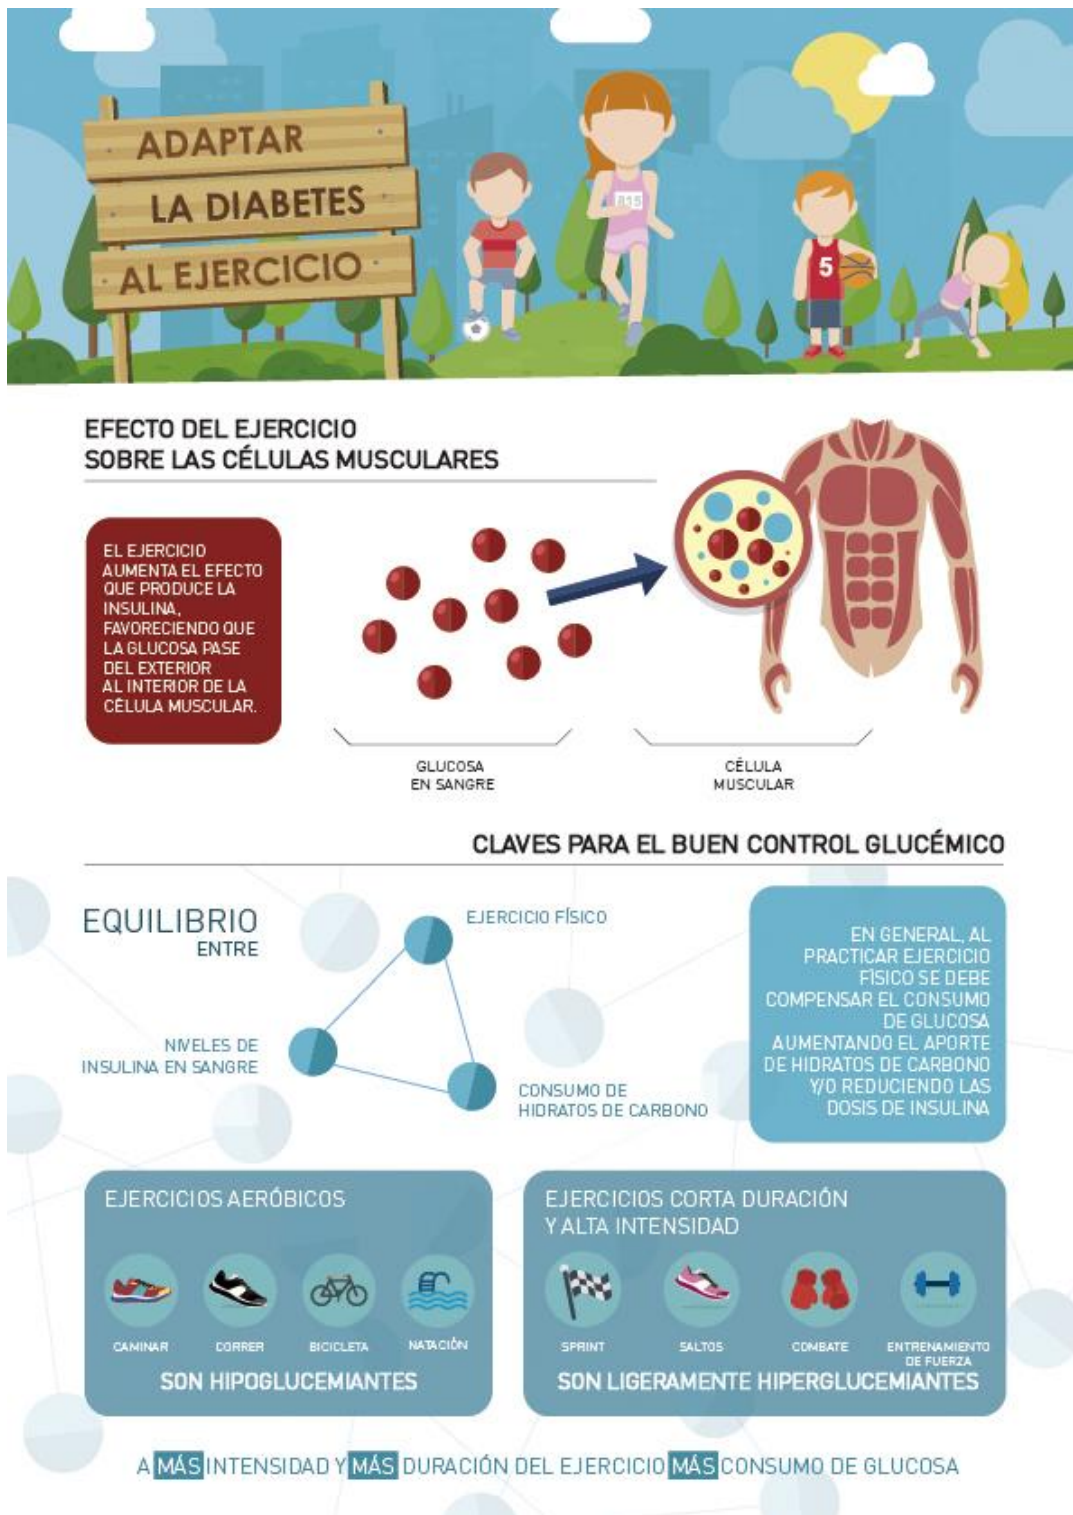 ADAPTAR
LA DIABETES
AL EJERCICIO
815
5
EFECTO DEL EJERCICIO
SOBRE LAS CÉLULAS MUSCULARES
EL EJERCICIO
AUMENTA EL EFECTO
QUE PRODUCE LA
INSULINA,
FAVORECIENDO QUE
LA GLUCOSA PASE
DEL EXTERIOR
AL INTERIOR DE LA
CÉLULA MUSCULAR.
GLUCOSA
EN SANGRE
CÉLULA
MUSCULAR
CLAVES PARA EL BUEN CONTROL GLUCÉMICO
EQUILIBRIO
ENTRE
EJERCICIO FÍSICO
NIVELES DE
INSULINA EN SANGRE
CONSUMO DE
HIDRATOS DE CARBONO
EN GENERAL, AL
PRACTICAR EJERCICIO
FÍSICO SE DEBE
COMPENSAR EL CONSUMO
DE GLUCOSA
AUMENTANDO EL APORTE
DE HIDRATOS DE CARBONO
Y/O REDUCIENDO LAS
DOSIS DE INSULINA
EJERCICIOS AERÓBICOS
CAMINAR
CORRER
BICICLETA
NATACIÓN
SON HIPOGLUCEMIANTES
EJERCICIOS CORTA DURACIÓN
Y ALTA INTENSIDAD
SPRINT
SALTOS
COMBATE
ENTRENAMIENTO
DE FUERZA
SON LIGERAMENTE HIPERGLUCEMIANTES
A MÁS INTENSIDAD Y MÁS DURACIÓN DEL EJERCICIO MÁS CONSUMO DE GLUCOSA